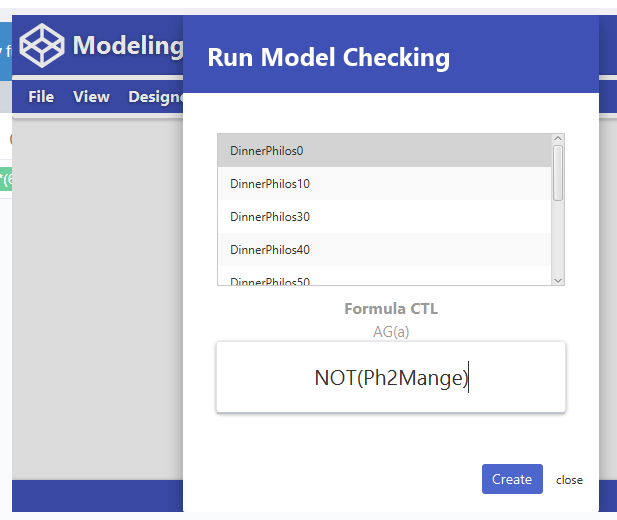 Modeling
Run Model Checking
File View Designe
DinnerPhilos0
DinnerPhilos10
DinnerPhilos30
DinnerPhilos40
DinnerPhilos50
Formula CTL
AG(a)
NOT(Ph2Mange)
Create close